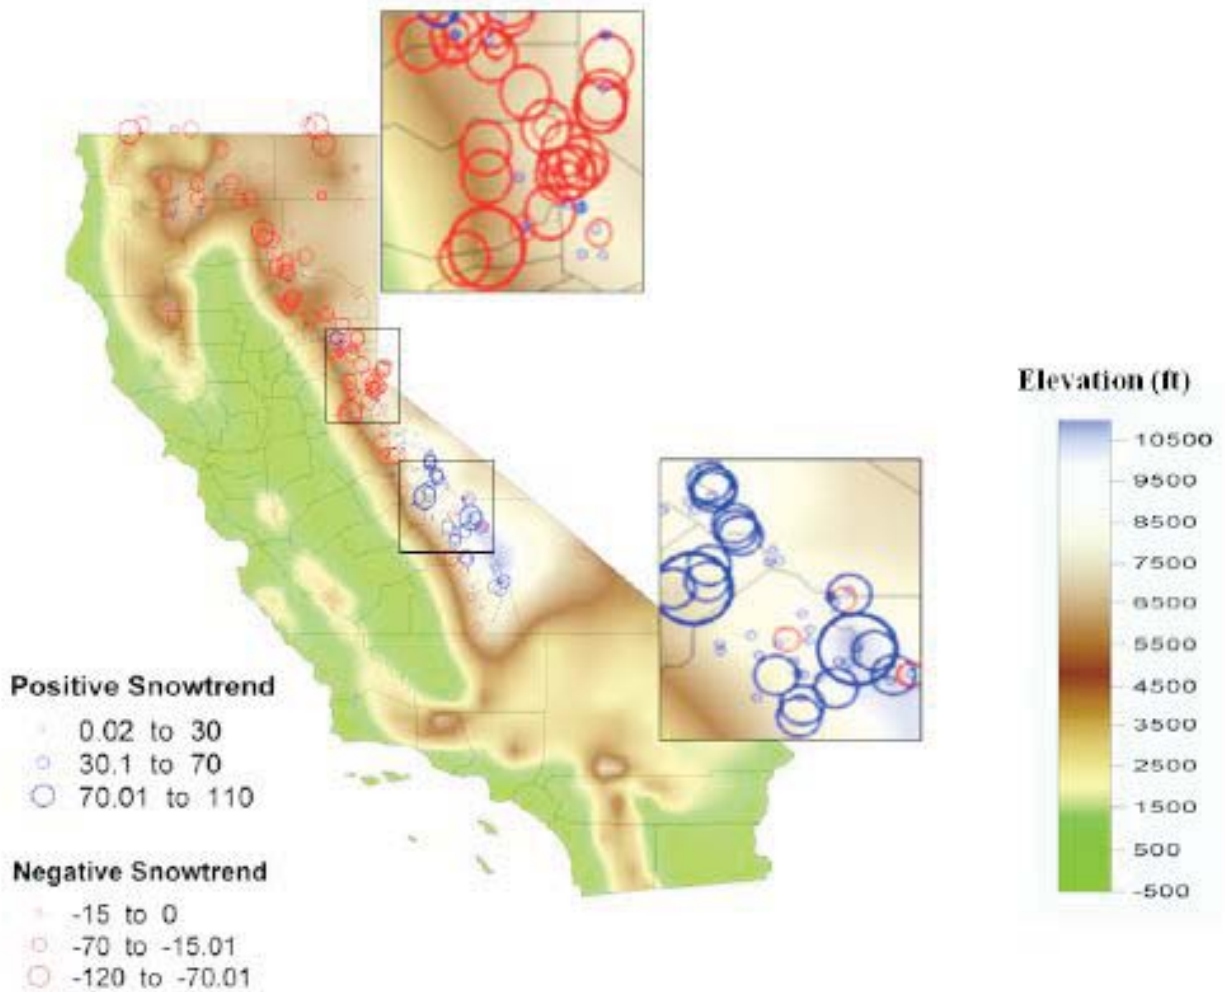 Elevation (ft)
10500
9500
8500
7500
6500
5500
4500
3500
2500
1500
500
-500
Positive Snowtrend
0.02 to 30
30.1 to 70
70.01 to 110
Negative Snowtrend
-15 to 0
-70 to -15.01
-120 to -70.01